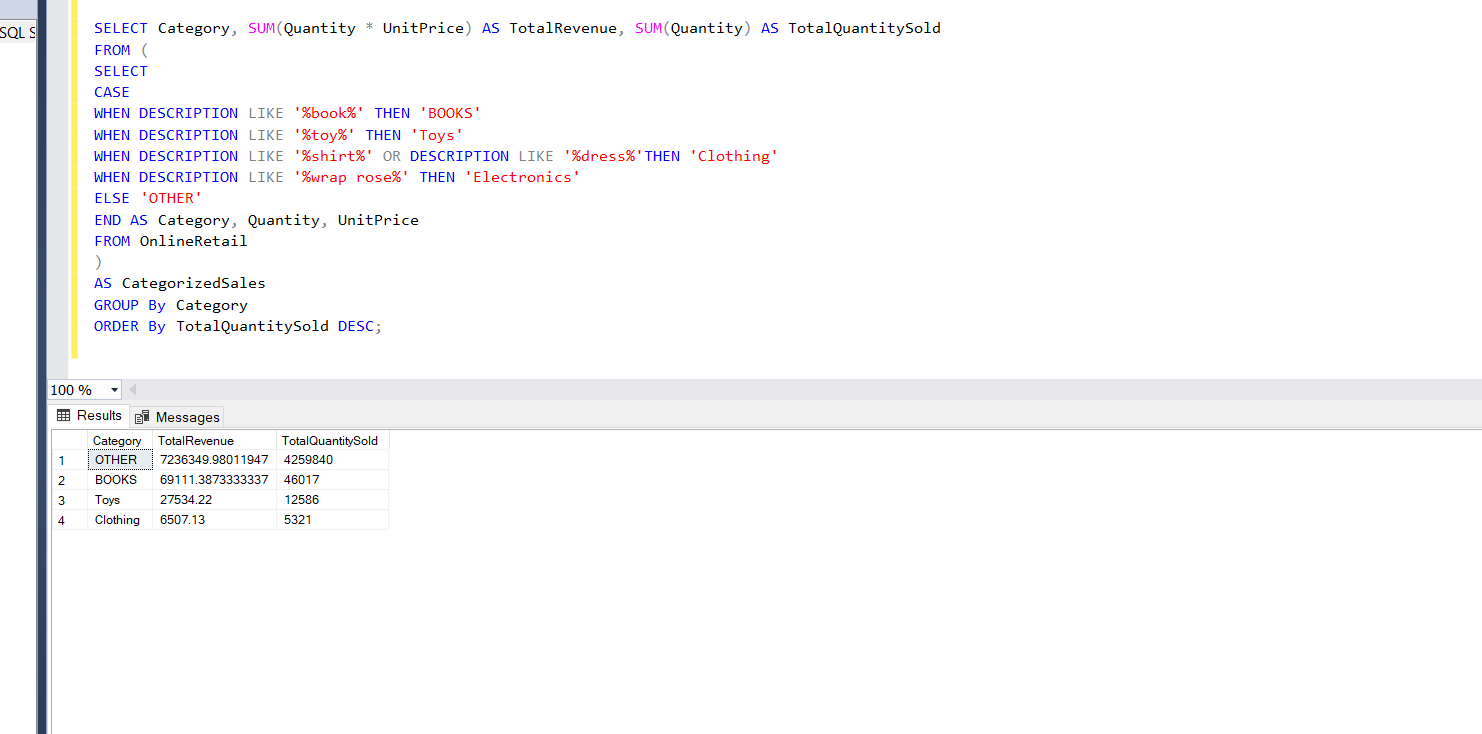 SQL S
SELECT Category, SUM(Quantity * UnitPrice) AS TotalRevenue, SUM(Quantity) AS TotalQuantitySold
FROM (
SELECT
CASE
WHEN DESCRIPTION LIKE '%book%' THEN 'BOOKS'
WHEN DESCRIPTION LIKE '%toy%' THEN 'Toys'
WHEN DESCRIPTION LIKE '%shirt%' OR DESCRIPTION LIKE '%dress%'THEN 'Clothing'
WHEN DESCRIPTION LIKE '%wrap rose%' THEN 'Electronics'
ELSE 'OTHER'
END AS Category, Quantity, UnitPrice
FROM OnlineRetail
)
AS CategorizedSales
GROUP By Category
ORDER By TotalQuantitySold DESC;
100 %
Results Messages
Category TotalRevenue TotalQuantitySold
1 OTHER 7236349.98011947 4259840
2 BOOKS 69111.3873333337 46017
3 Toys 27534.22 12586
4 Clothing 6507.13 5321